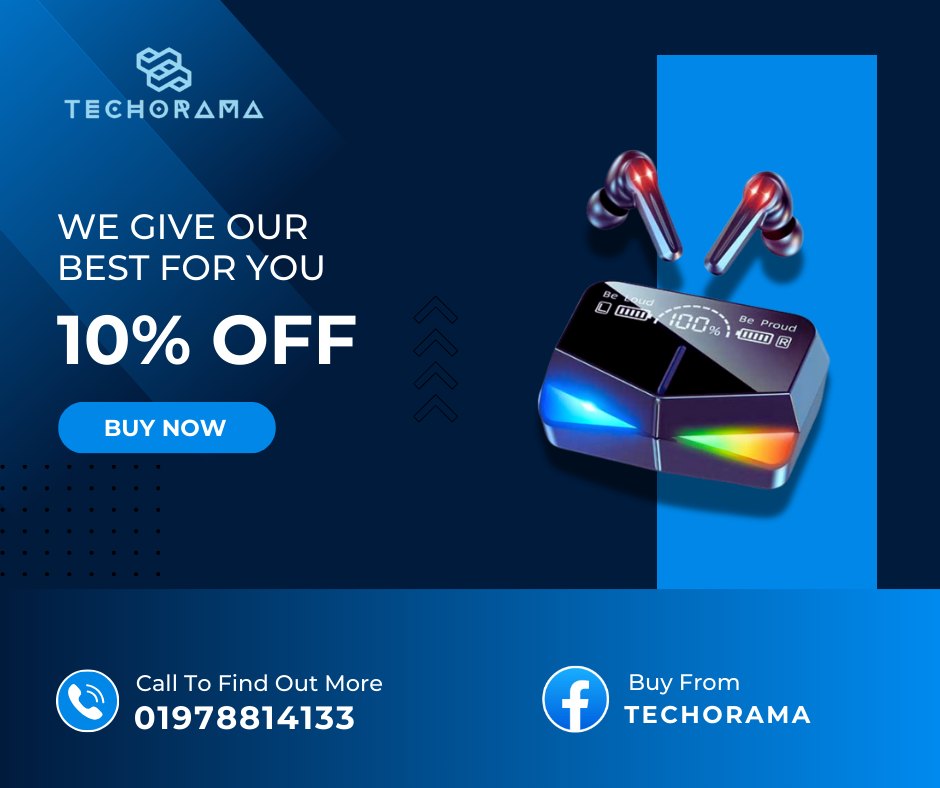 TECHORAMA
WE GIVE OUR
BEST FOR YOU
10% OFF
BUY NOW
Be Loud
L
100%
Be Proud
R
Call To Find Out More
01978814133
Buy From
TECHORAMA